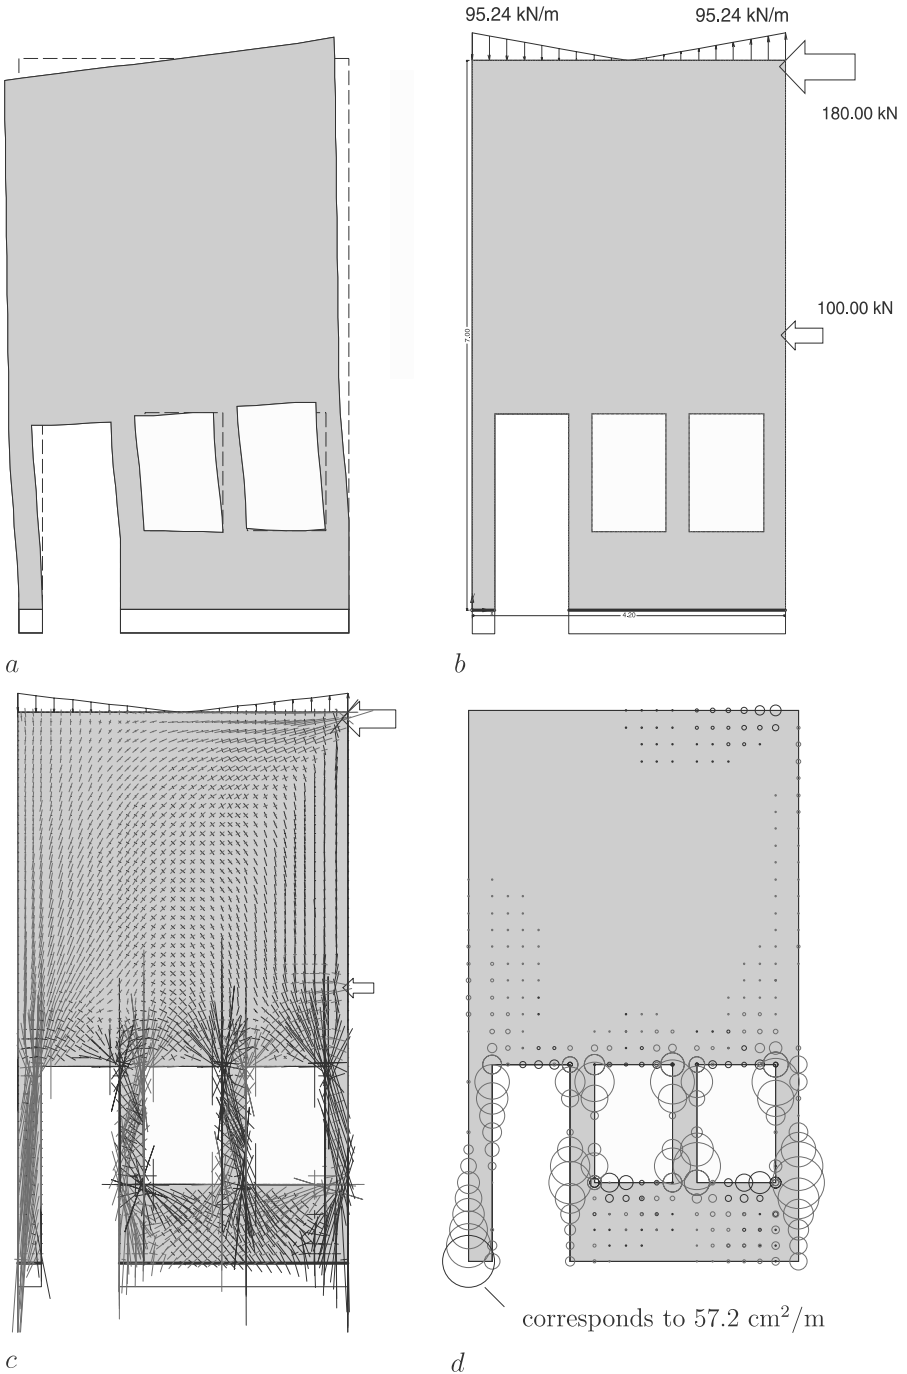 95.24 kN/m 95.24 kN/m
180.00 kN
100.00 kN
7.00
4.20
a b
corresponds to 57.2 cm²/m
c d